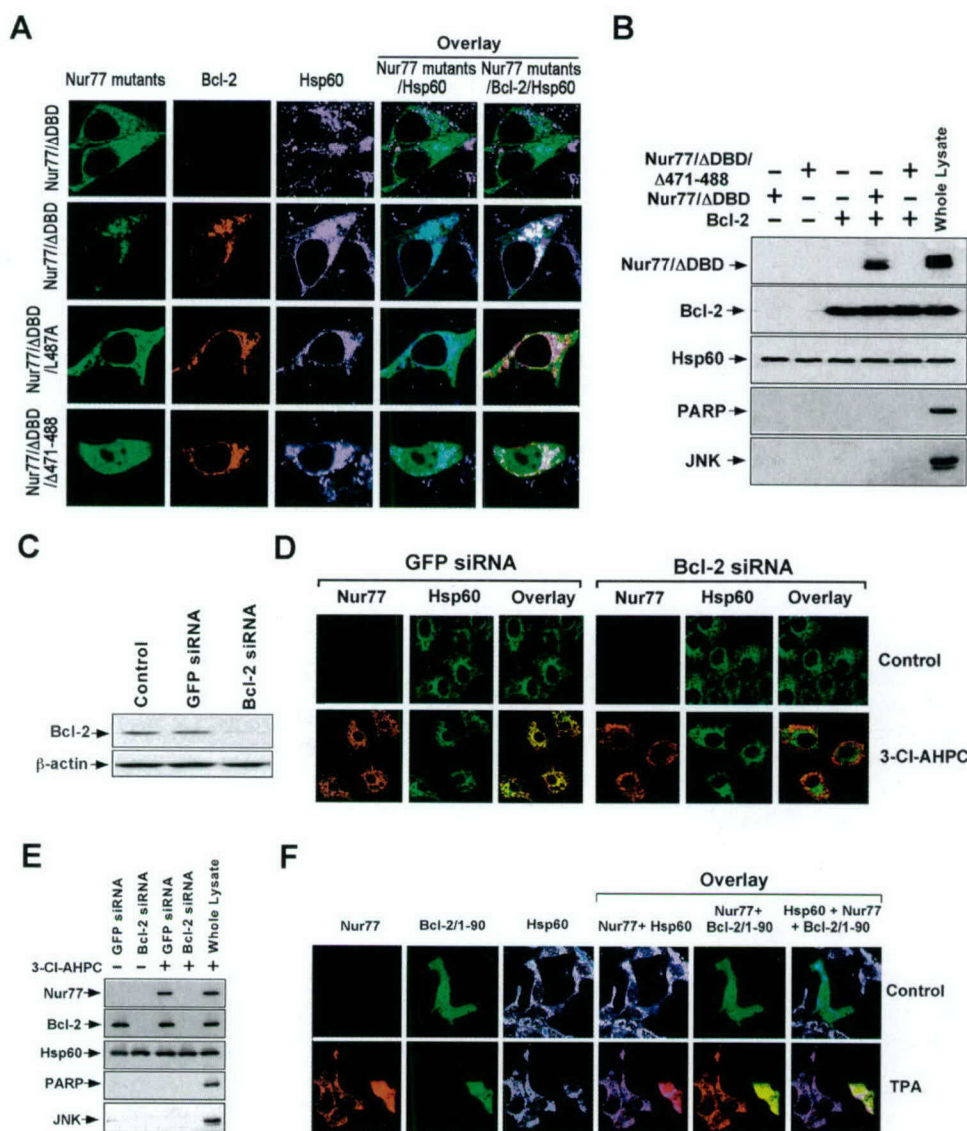 A
Overlay
Nur77 mutants
Bcl-2
Hsp60
Nur77 mutants
/Hsp60
Nur77 mutants
/Bcl-2/Hsp60
Nur77/ΔDBD
Nur77/ΔDBD
Nur77/ΔDBD
/L487A
Nur77/ΔDBD
/Δ471-488
B
Nur77/ΔDBD/
Δ471-488
− + − − +
Nur77/ΔDBD
+ − − + −
Bcl-2
− − + + +
Whole Lysate
Nur77/ΔDBD
Bcl-2
Hsp60
PARP
JNK
C
Control
GFP siRNA
Bcl-2 siRNA
Bcl-2
β-actin
D
GFP siRNA
Bcl-2 siRNA
Nur77 Hsp60 Overlay
Nur77 Hsp60 Overlay
Control
3-Cl-AHPC
E
GFP siRNA
Bcl-2 siRNA
GFP siRNA
Bcl-2 siRNA
Whole Lysate
3-Cl-AHPC − − + + +
Nur77
Bcl-2
Hsp60
PARP
JNK
F
Overlay
Nur77
Bcl-2/1-90
Hsp60
Nur77+ Hsp60
Nur77+
Bcl-2/1-90
Hsp60 + Nur77
+ Bcl-2/1-90
Control
TPA